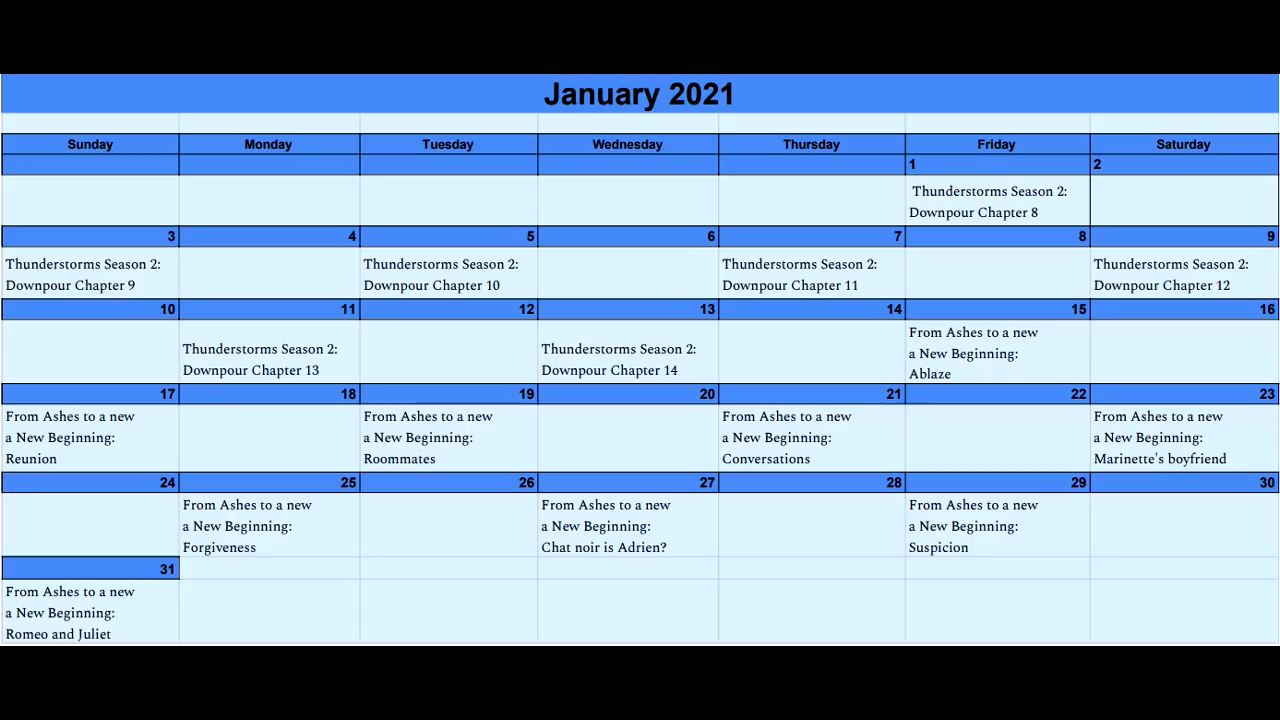 January 2021
Sunday Monday Tuesday Wednesday Thursday Friday Saturday
1 2
Thunderstorms Season 2:
Downpour Chapter 8
3 4 5 6 7 8 9
Thunderstorms Season 2:
Downpour Chapter 9
Thunderstorms Season 2:
Downpour Chapter 10
Thunderstorms Season 2:
Downpour Chapter 11
Thunderstorms Season 2:
Downpour Chapter 12
10 11 12 13 14 15 16
Thunderstorms Season 2:
Downpour Chapter 13
Thunderstorms Season 2:
Downpour Chapter 14
From Ashes to a new
a New Beginning:
Ablaze
17 18 19 20 21 22 23
From Ashes to a new
a New Beginning:
Reunion
From Ashes to a new
a New Beginning:
Roommates
From Ashes to a new
a New Beginning:
Conversations
From Ashes to a new
a New Beginning:
Marinette's boyfriend
24 25 26 27 28 29 30
From Ashes to a new
a New Beginning:
Forgiveness
From Ashes to a new
a New Beginning:
Chat noir is Adrien?
From Ashes to a new
a New Beginning:
Suspicion
31
From Ashes to a new
a New Beginning:
Romeo and Juliet